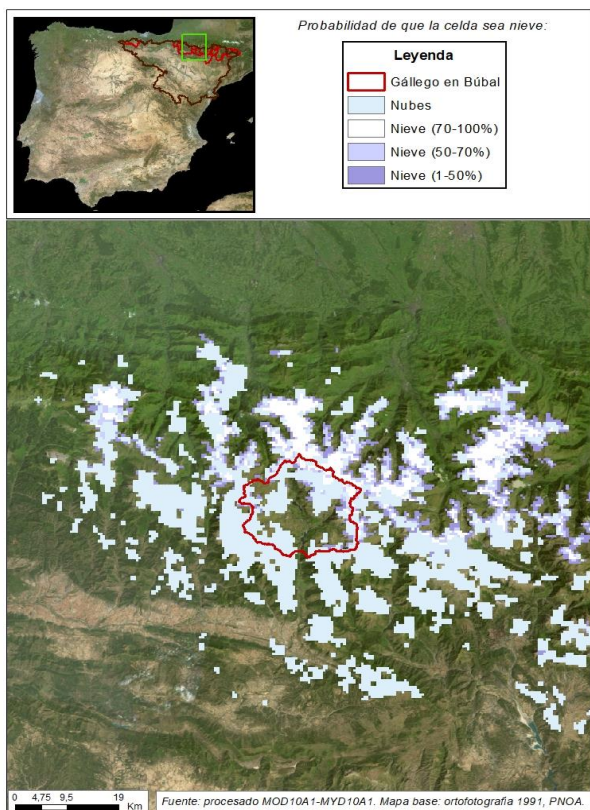 Probabilidad de que la celda sea nieve:
Leyenda
Gállego en Búbal
Nubes
Nieve (70-100%)
Nieve (50-70%)
Nieve (1-50%)
0 4,75 9,5 19
Km
Fuente: procesado MOD10A1-MYD10A1. Mapa base: ortofotografia 1991, PNOA.